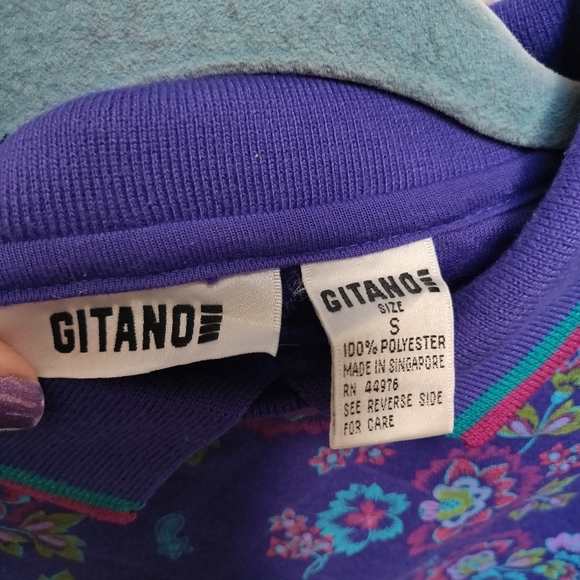 GITANO
GITANO
SIZE
S
100% POLYESTER
MADE IN SINGAPORE
RN 44976
SEE REVERSE SIDE
FOR CARE